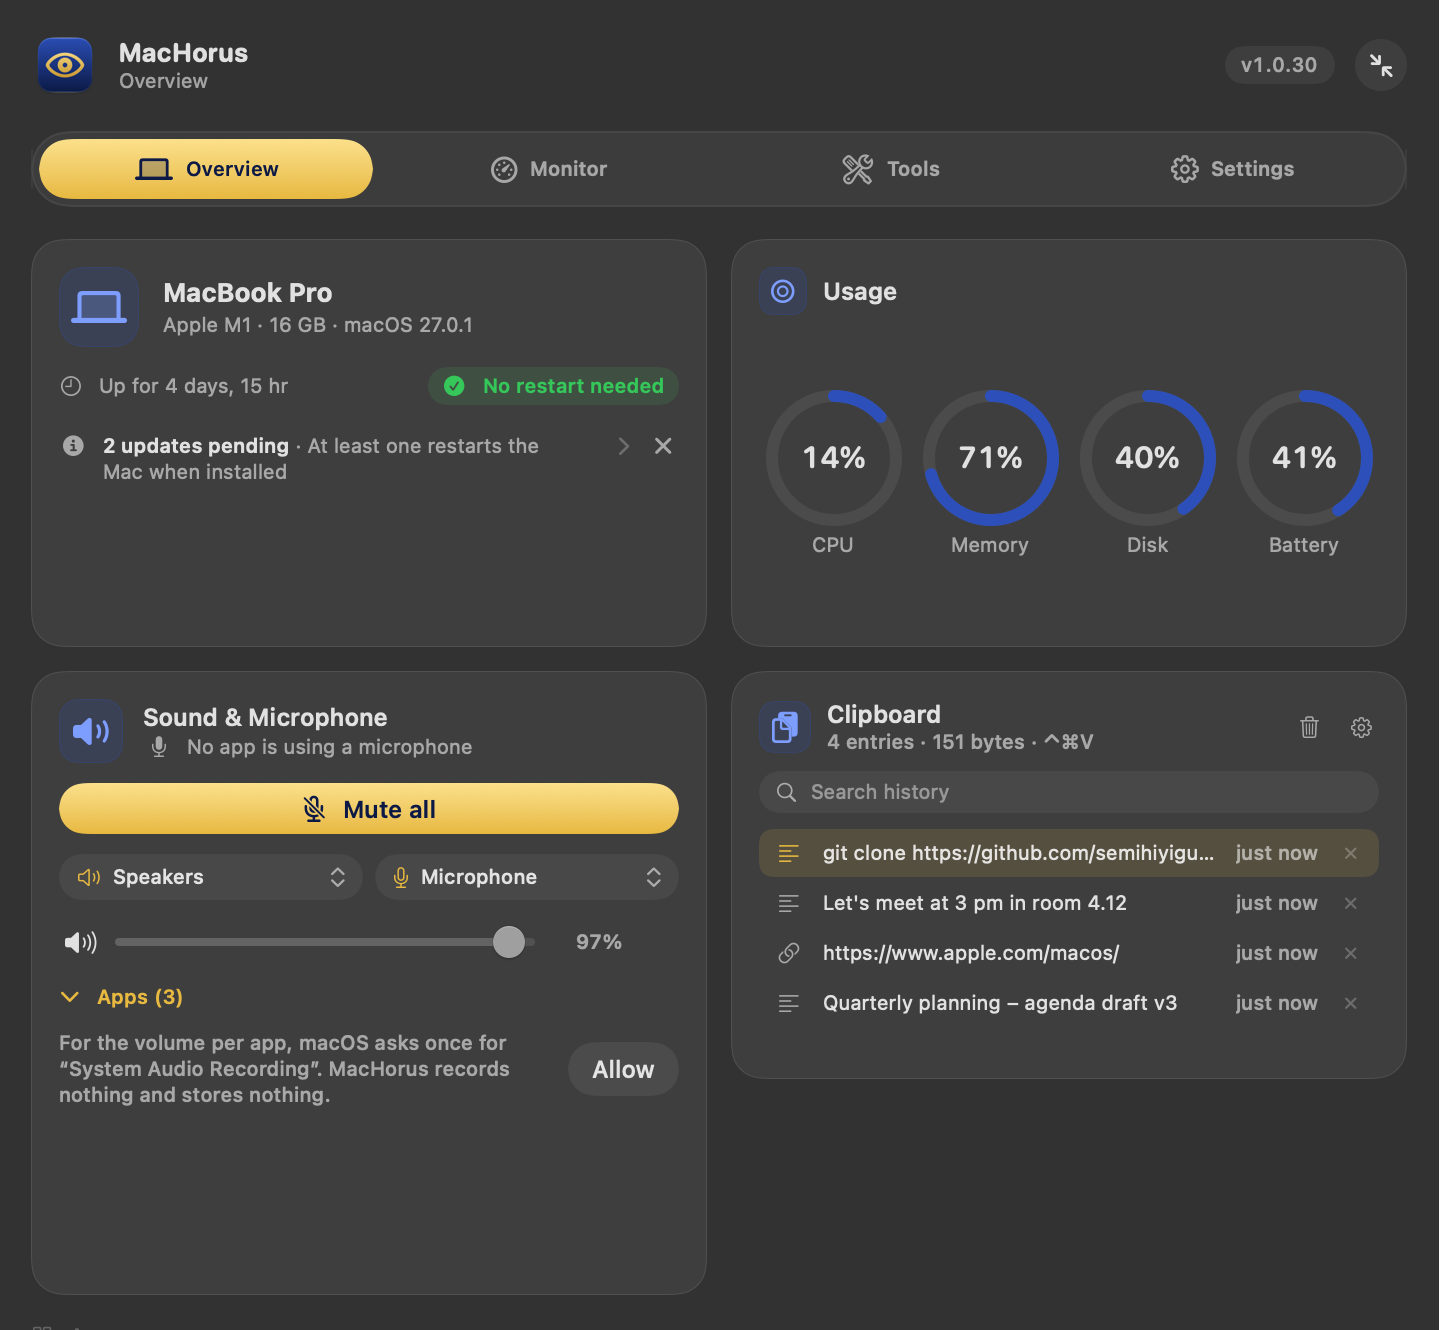 MacHorus
Overview
v1.0.30
Overview
Monitor
Tools
Settings
MacBook Pro
Apple M1 · 16 GB · macOS 27.0.1
Up for 4 days, 15 hr
No restart needed
2 updates pending · At least one restarts the
Mac when installed
Usage
14%
71%
40%
41%
CPU
Memory
Disk
Battery
Sound & Microphone
No app is using a microphone
Mute all
Speakers
Microphone
97%
Apps (3)
For the volume per app, macOS asks once for
“System Audio Recording”. MacHorus records
nothing and stores nothing.
Allow
Clipboard
4 entries · 151 bytes · ^⌘V
Search history
git clone https://github.com/semihiyigu... just now
Let's meet at 3 pm in room 4.12 just now
https://www.apple.com/macos/ just now
Quarterly planning – agenda draft v3 just now